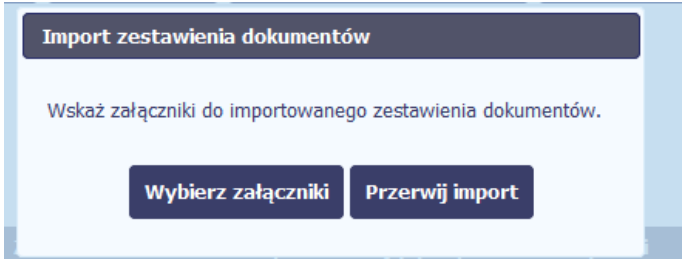 Import zestawienia dokumentów
Wskaż załączniki do importowanego zestawienia dokumentów.
Wybierz załączniki Przerwij import